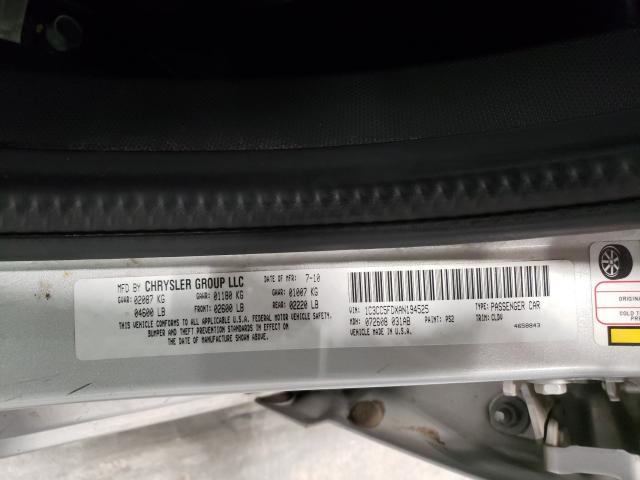 MFD BY CHRYSLER GROUP LLC DATE OF MFR: 7-10
GVWR: 02087 KG GAWR: 01180 KG GAWR: 01007 KG
04600 LB FRONT: 02600 LB REAR: 02220 LB
THIS VEHICLE CONFORMS TO ALL APPLICABLE U.S.A. FEDERAL MOTOR VEHICLE SAFETY,
BUMPER AND THEFT PREVENTION STANDARDS IN EFFECT ON
THE DATE OF MANUFACTURE SHOWN ABOVE.
VIN: 1C3CC5FDXAN194525 TYPE: PASSENGER CAR
MDH: 072608 031AB PAINT: PS2 TRIM: CLDV
VEHICLE MADE IN U.S.A. 4658843
COLD T